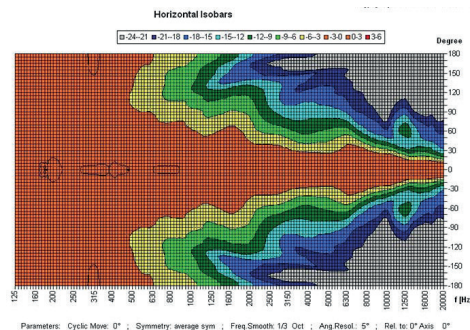 Horizontal Isobars
-24--21 -21--18 -18--15 -15--12 -12--9 -9--6 -6--3 -3-0 0-3 3-6
Degree
180
150
120
90
60
30
0
-30
-60
-90
-120
-150
-180
125 160 200 250 315 400 500 630 800 1000 1200 1600 2000 2500 3150 4000 5000 6300 8000 10000 12500 16000 20000
f [Hz
Parameters: Cyclic Move: 0° ; Symmetry: average sym ; Freq.Smooth: 1/3 Oct ; Ang.Resol.: 5° ; Rel. to: 0° Axis 0°